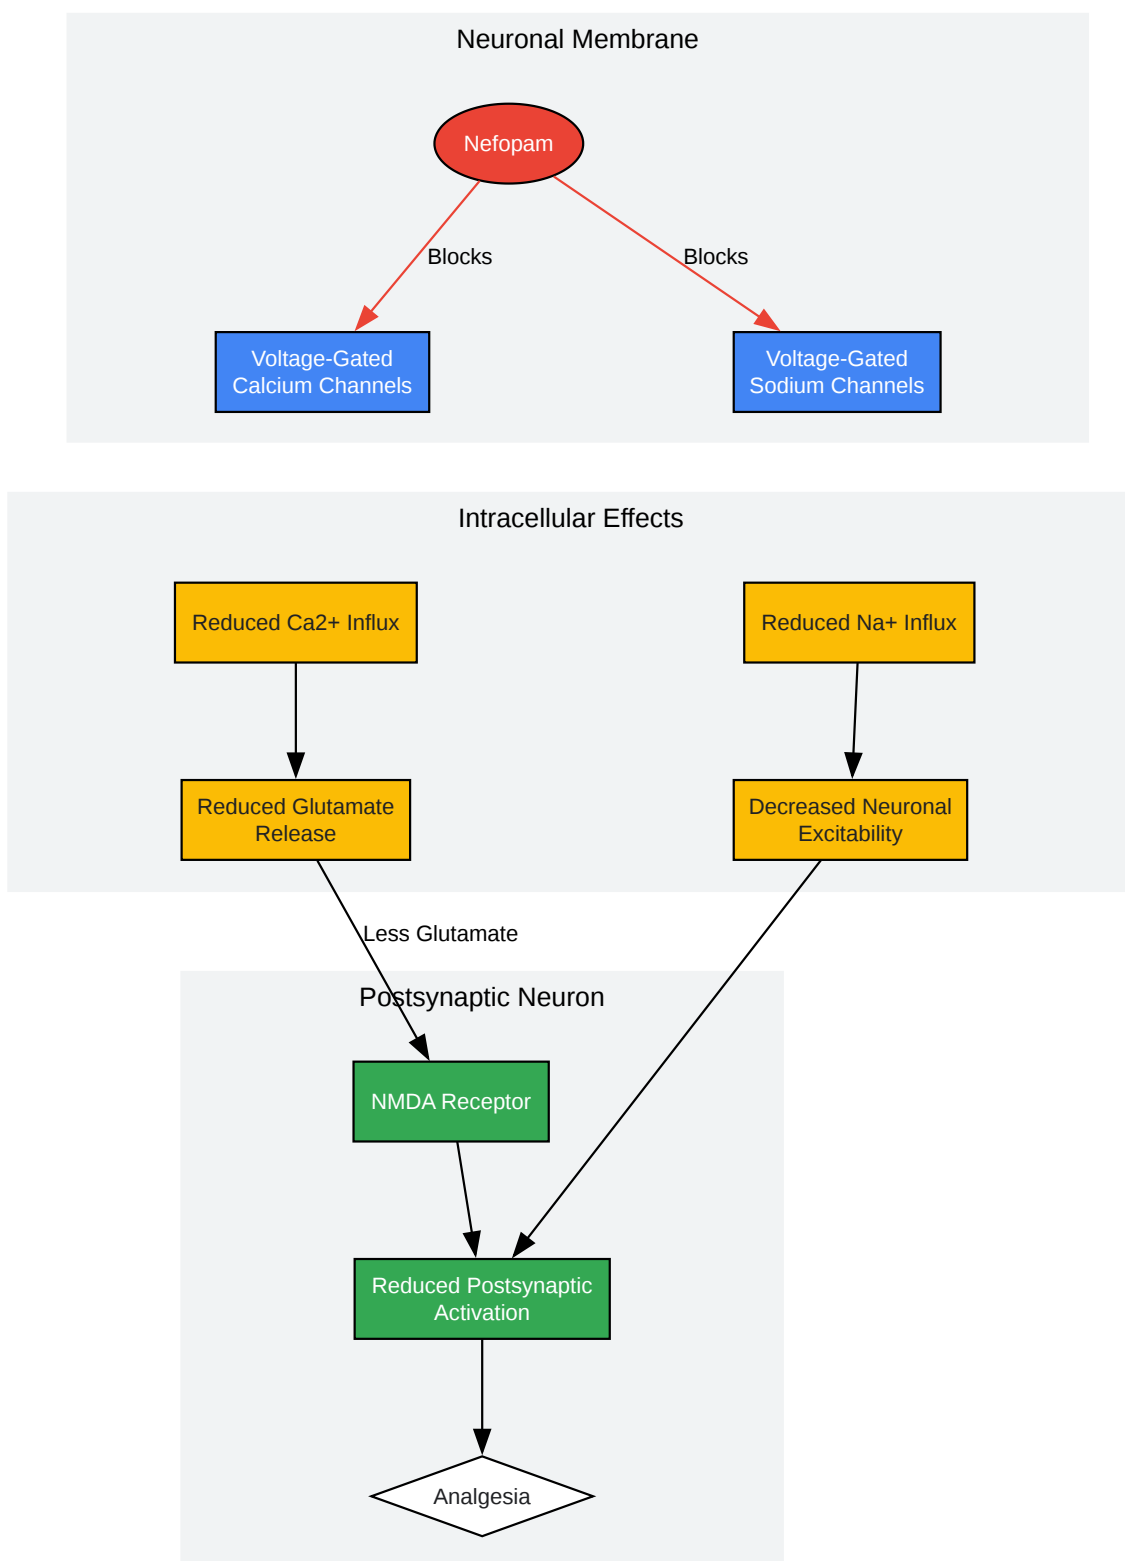 Neuronal Membrane
Nefopam
Blocks
Blocks
Voltage-Gated
Calcium Channels
Voltage-Gated
Sodium Channels
Intracellular Effects
Reduced Ca2+ Influx
Reduced Na+ Influx
Reduced Glutamate
Release
Decreased Neuronal
Excitability
Less Glutamate
Postsynaptic Neuron
NMDA Receptor
Reduced Postsynaptic
Activation
Analgesia